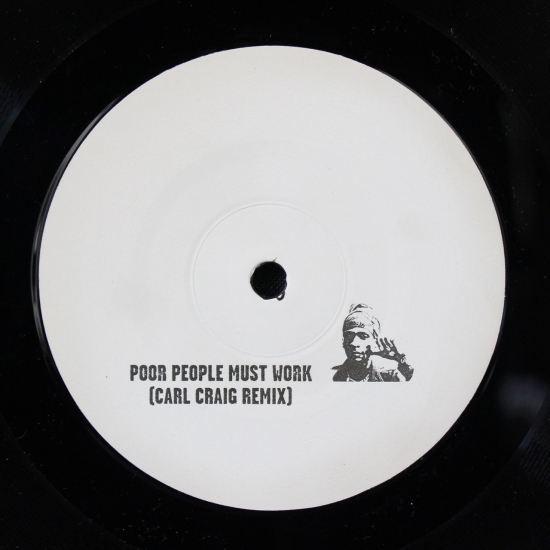 POOR PEOPLE MUST WORK
(CARL CRAIG REMIX)